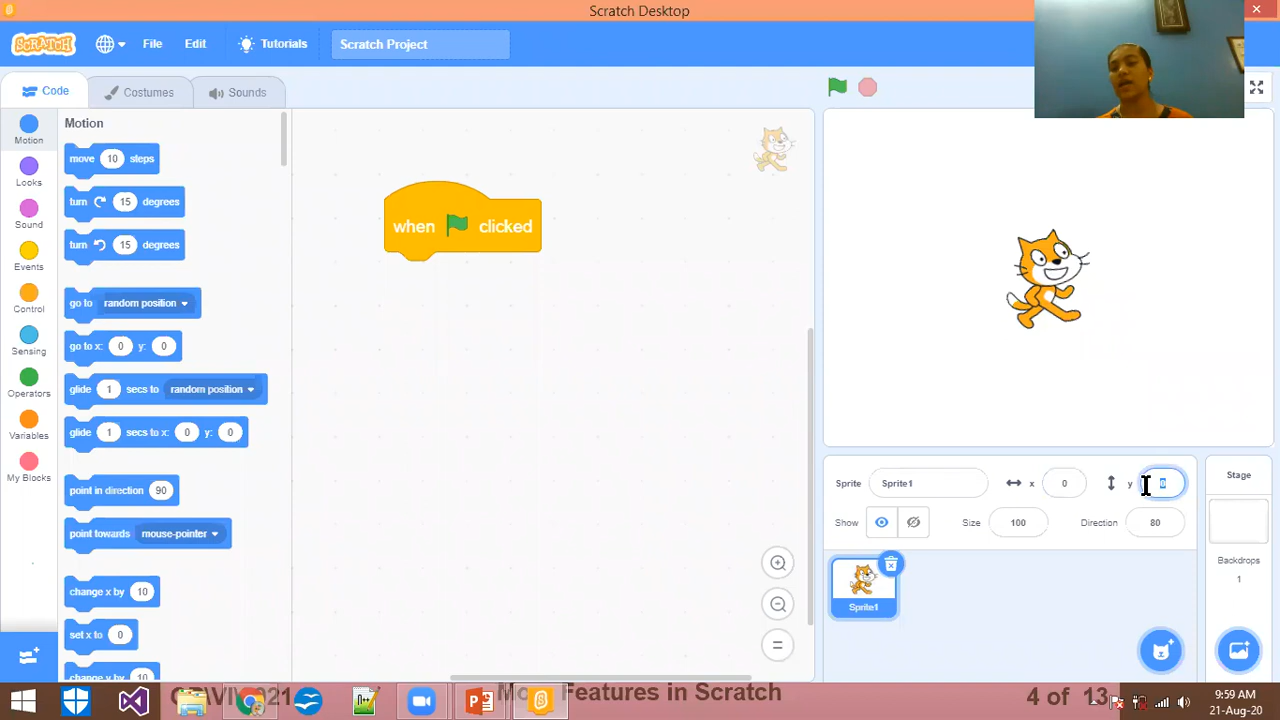 Scratch Desktop
SCRATCH
File
Edit
Tutorials
Scratch Project
Code
Costumes
Sounds
Motion
Looks
Sound
Events
Control
Sensing
Operators
Variables
My Blocks
Motion
move 10 steps
turn 15 degrees
turn 15 degrees
go to random position
go to x: 0 y: 0
glide 1 secs to random position
glide 1 secs to x: 0 y: 0
point in direction 90
point towards mouse-pointer
change x by 10
set x to 0
change y by 10
when clicked
Sprite Sprite1 x 0 y 0
Show Size 100 Direction 80
Sprite1
Stage
Backdrops
1
Features in Scratch
4 of 13
9:59 AM
21-Aug-20